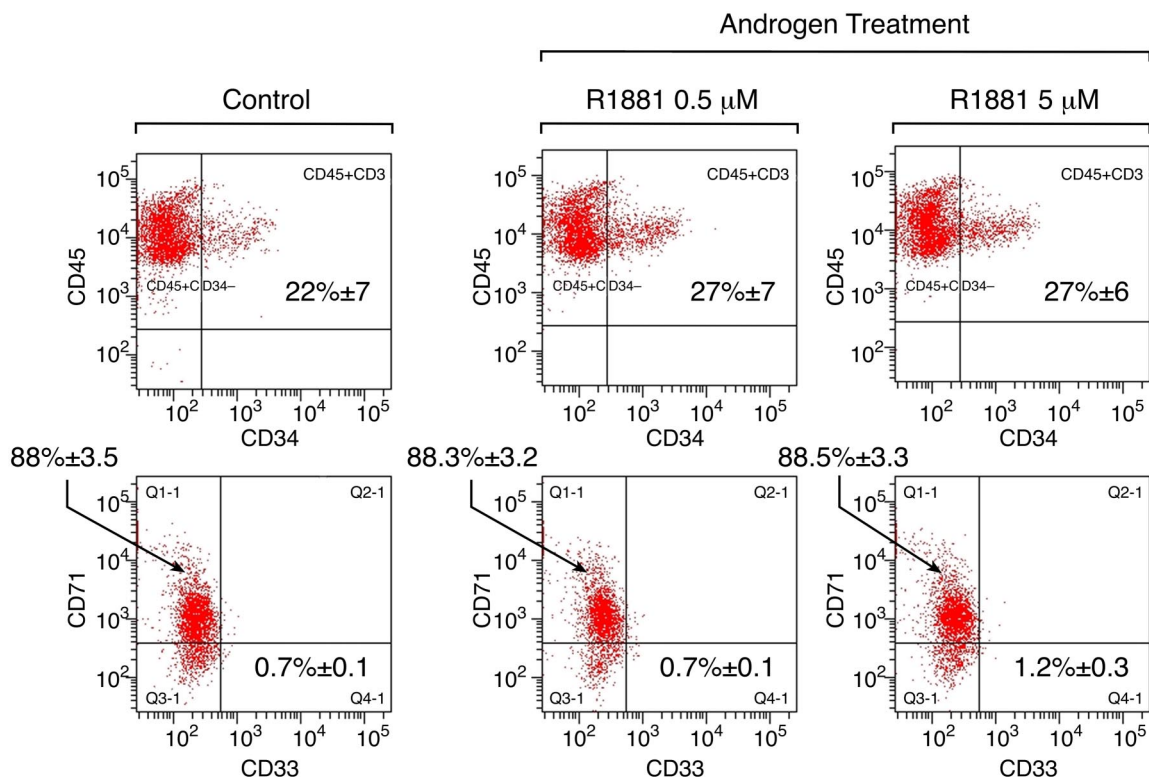 Androgen Treatment
Control
R1881 0.5 μM
R1881 5 μM
CD45
10⁵
10⁴
10³
10²
CD45+CD3
CD45+CD34–
22%±7
10² 10³ 10⁴ 10⁵
CD34
CD45
10⁵
10⁴
10³
10²
CD45+CD3
CD45+CD34–
27%±7
10² 10³ 10⁴ 10⁵
CD34
CD45
10⁵
10⁴
10³
10²
CD45+CD3
CD45+CD34–
27%±6
10² 10³ 10⁴ 10⁵
CD34
88%±3.5
CD71
10⁵
10⁴
10³
10²
Q1-1 Q2-1
0.7%±0.1
Q3-1 Q4-1
10² 10³ 10⁴ 10⁵
CD33
88.3%±3.2
CD71
10⁵
10⁴
10³
10²
Q1-1 Q2-1
0.7%±0.1
Q3-1 Q4-1
10² 10³ 10⁴ 10⁵
CD33
88.5%±3.3
CD71
10⁵
10⁴
10³
10²
Q1-1 Q2-1
1.2%±0.3
Q3-1 Q4-1
10² 10³ 10⁴ 10⁵
CD33